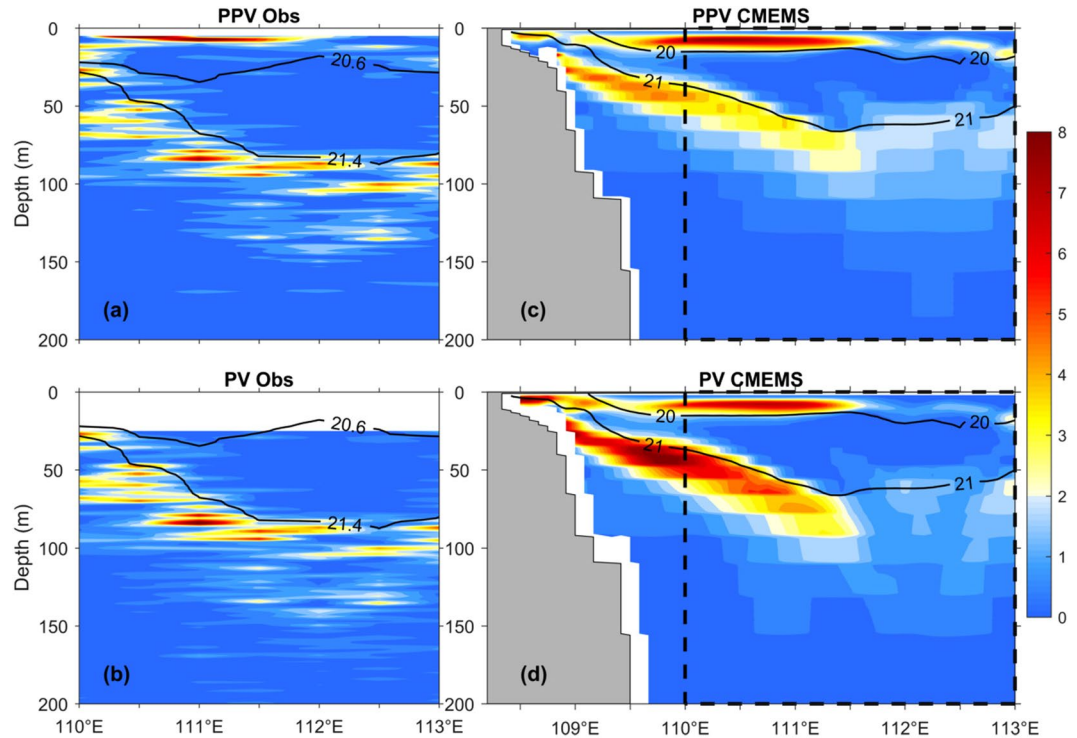 PPV Obs
PPV CMEMS
0
50
100
150
200
Depth (m)
20.6
21.4
(a)
0
50
100
150
200
20
20
21
21
(c)
PV Obs
PV CMEMS
0
50
100
150
200
Depth (m)
20.6
21.4
(b)
110°E
111°E
112°E
113°E
0
50
100
150
200
20
20
21
21
(d)
109°E
110°E
111°E
112°E
113°E
8
7
6
5
4
3
2
1
0